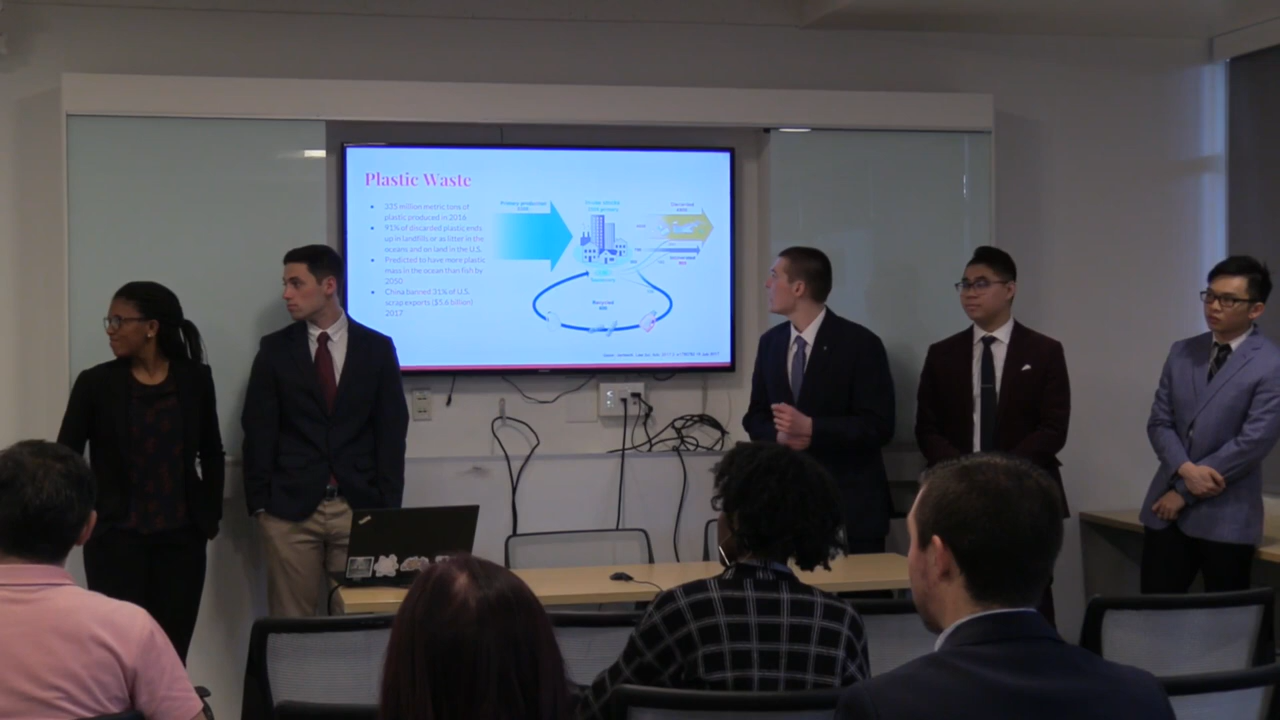 Plastic Waste
335 million metric tons of
plastic produced in 2016
91% of discarded plastic ends
up in landfills or as litter in the
oceans and on land in the U.S.
Predicted to have more plastic
mass in the ocean than fish by
2050
China banned 31% of U.S.
scrap exports ($5.6 billion)
2017
Primary production
Recycled